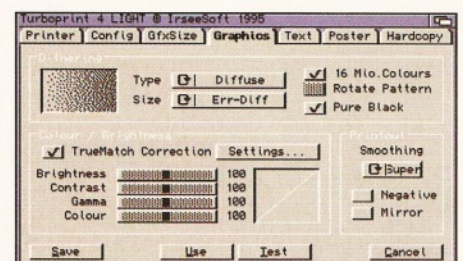 Turboprint 4 LIGHT © IrseeSoft 1995
Printer Config GfxSize Graphics Text Poster Hardcopy
Dithering
Type Diffuse
Size Err-Diff
16 Mio.Colours
Rotate Pattern
Pure Black
Colour / Brightness
TrueMatch Correction Settings...
Brightness 100
Contrast 100
Gamma 100
Colour 100
Printout
Smoothing
Super
Negative
Mirror
Save Use Test Cancel